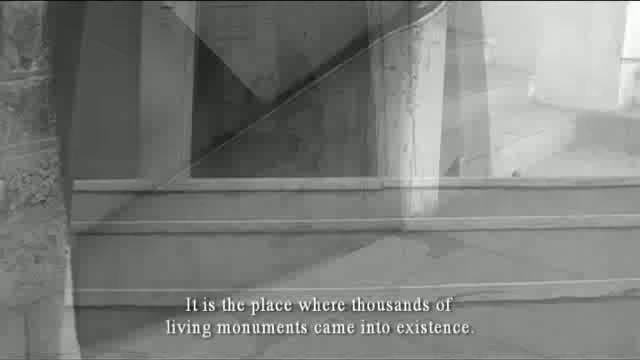 It is the place where thousands of
living monuments came into existence.